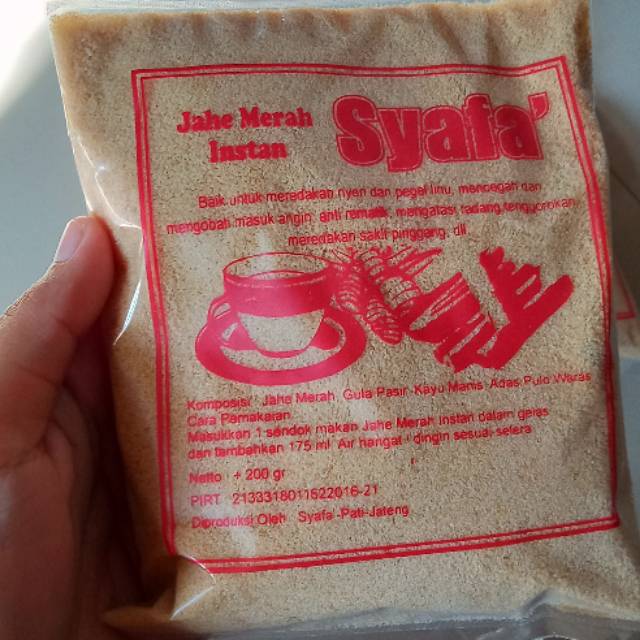 Jahe Merah
Instan
Syafa'
Baik untuk meredakan nyeri dan pegel linu, mencegah dan
mengobati masuk angin, anti rematik, mengatasi radang tenggorokan,
meredakan sakit pinggang, dll
Komposisi : Jahe Merah, Gula Pasir, Kayu Manis, Adas Pulo Waras
Cara Pemakaran
Masukkan 1 sendok makan Jahe Merah Instan dalam gelas
dan tambahkan 175 ml Air hangat / dingin sesuai selera
Netto : + 200 gr
PIRT 2133318011522016-21
Diproduksi Oleh Syafa'-Pati-Jateng